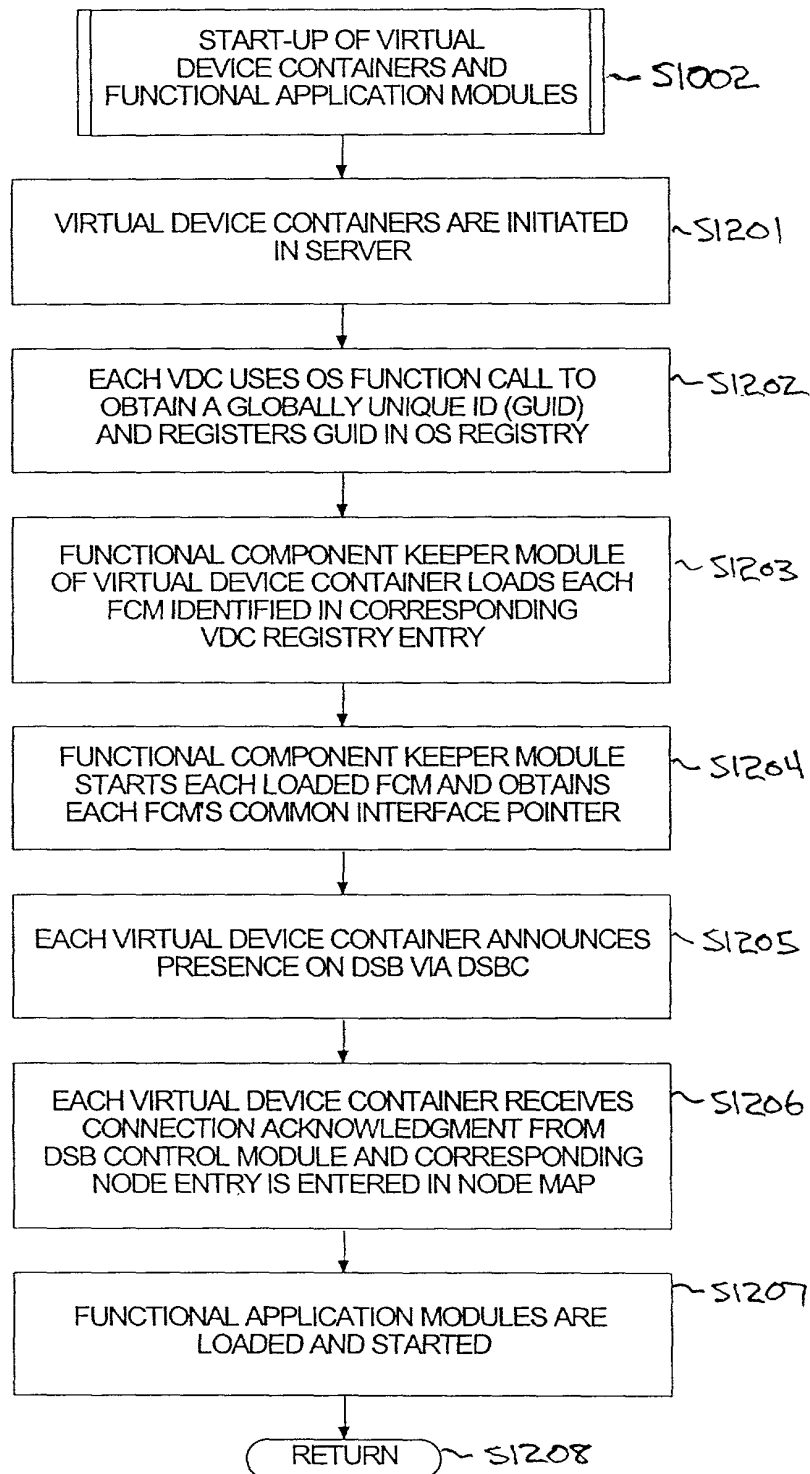 START-UP OF VIRTUAL
DEVICE CONTAINERS AND
FUNCTIONAL APPLICATION MODULES
S1002
VIRTUAL DEVICE CONTAINERS ARE INITIATED
IN SERVER
S1201
EACH VDC USES OS FUNCTION CALL TO
OBTAIN A GLOBALLY UNIQUE ID (GUID)
AND REGISTERS GUID IN OS REGISTRY
S1202
FUNCTIONAL COMPONENT KEEPER MODULE
OF VIRTUAL DEVICE CONTAINER LOADS EACH
FCM IDENTIFIED IN CORRESPONDING
VDC REGISTRY ENTRY
S1203
FUNCTIONAL COMPONENT KEEPER MODULE
STARTS EACH LOADED FCM AND OBTAINS
EACH FCM'S COMMON INTERFACE POINTER
S1204
EACH VIRTUAL DEVICE CONTAINER ANNOUNCES
PRESENCE ON DSB VIA DSBC
S1205
EACH VIRTUAL DEVICE CONTAINER RECEIVES
CONNECTION ACKNOWLEDGMENT FROM
DSB CONTROL MODULE AND CORRESPONDING
NODE ENTRY IS ENTERED IN NODE MAP
S1206
FUNCTIONAL APPLICATION MODULES ARE
LOADED AND STARTED
S1207
RETURN
S1208